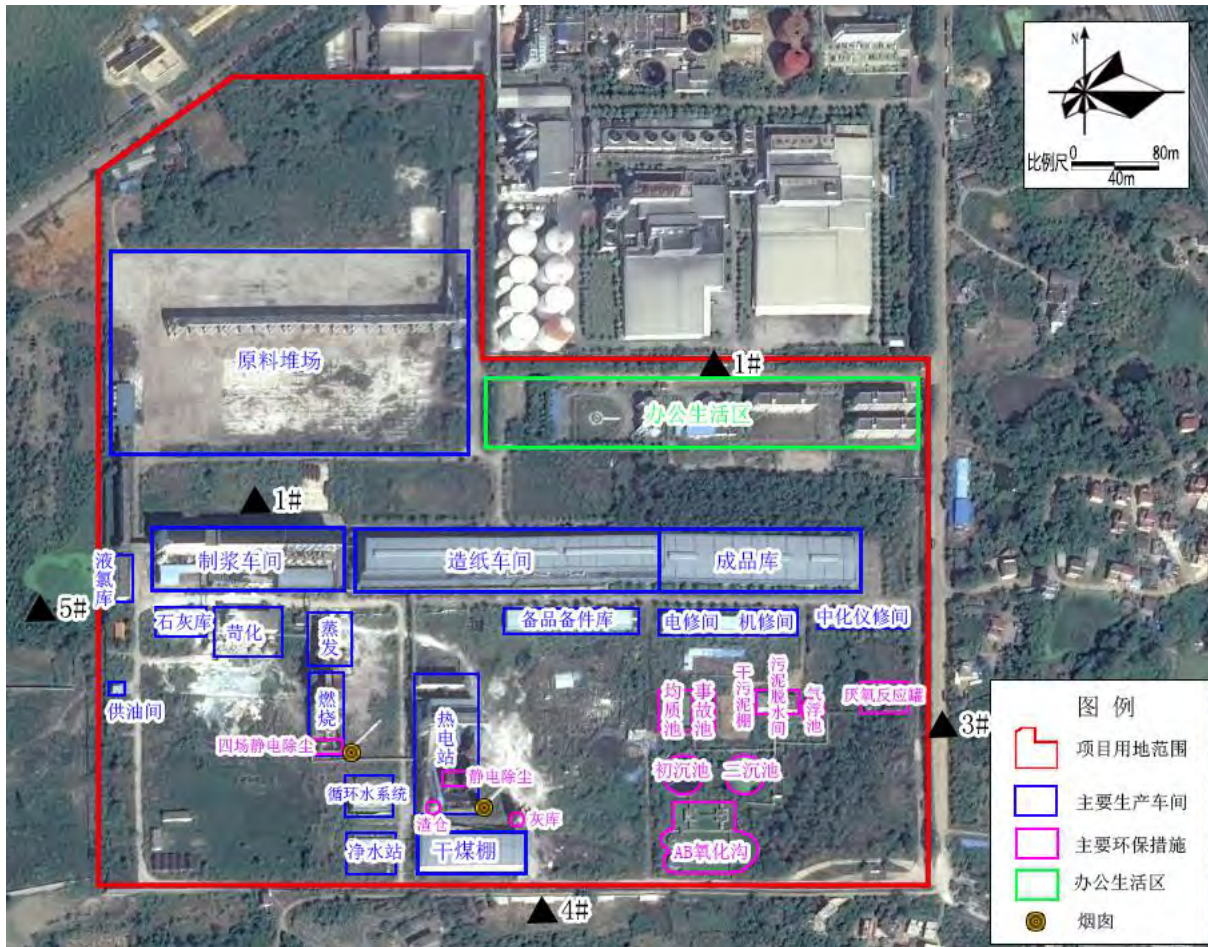 N
比例尺
0
80m
40m
原料堆场
1#
办公生活区
1#
制浆车间
造纸车间
成品库
液氯库
5#
石灰库
苛化
蒸发
备品备件库
电修间
机修间
中化仪修间
供油间
燃烧
热电站
均质池
事故池
干污泥棚
污泥脱水间
气浮池
厌氧反应罐
3#
四场静电除尘
静电除尘
初沉池
二沉池
循环水系统
渣仓
灰库
净水站
干煤棚
AB氧化沟
4#
图例
项目用地范围
主要生产车间
主要环保措施
办公生活区
烟囱